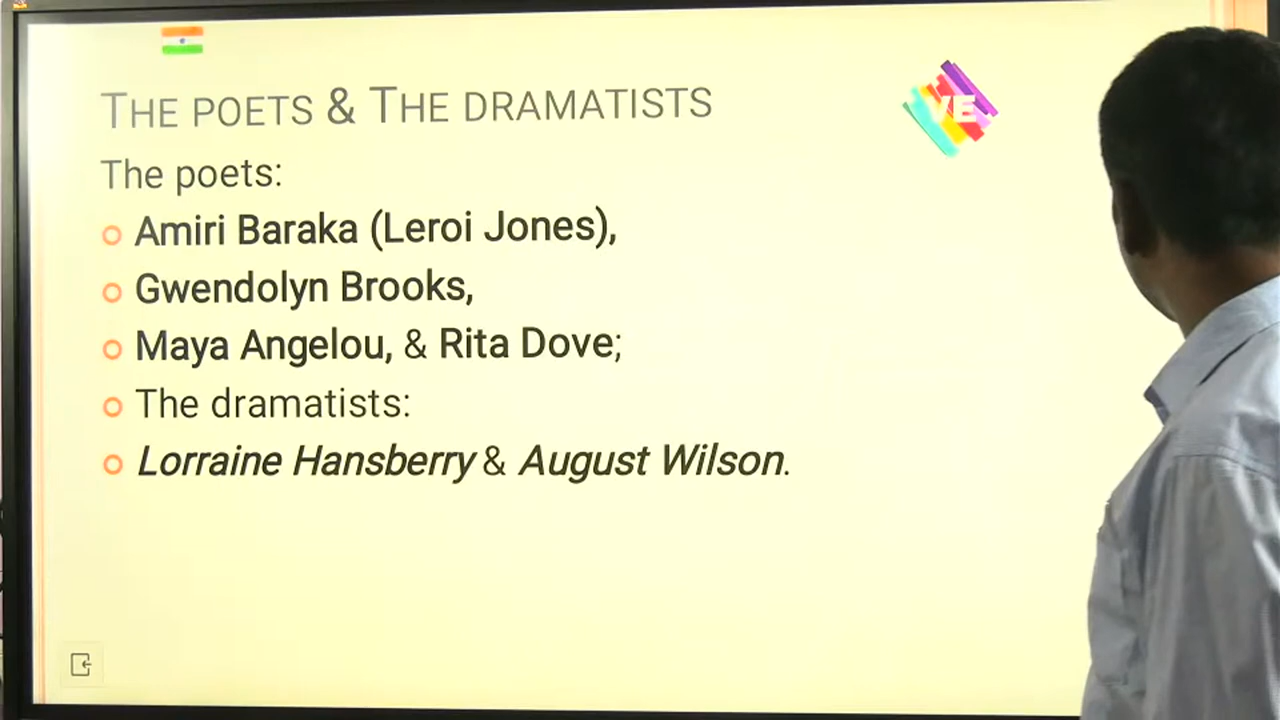 THE POETS & THE DRAMATISTS
VE
The poets:
Amiri Baraka (Leroi Jones),
Gwendolyn Brooks,
Maya Angelou, & Rita Dove;
The dramatists:
Lorraine Hansberry & August Wilson.